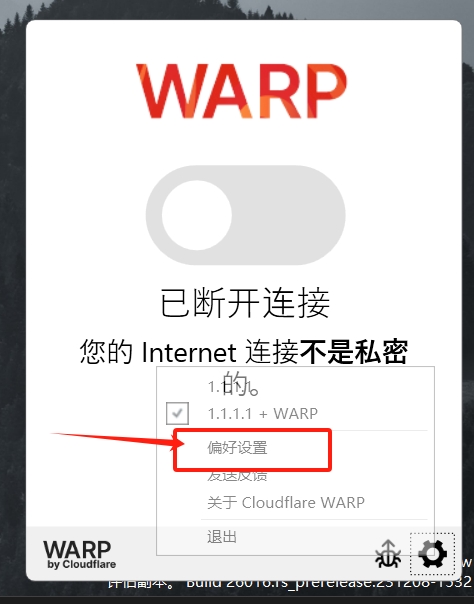 WARP
已断开连接
您的 Internet 连接不是私密
的。
1.1.1.1
1.1.1.1 + WARP
偏好设置
发送反馈
关于 Cloudflare WARP
退出
WARP
by Cloudflare
评估副本。 Build 26016.rs_prerelease.231208-1532